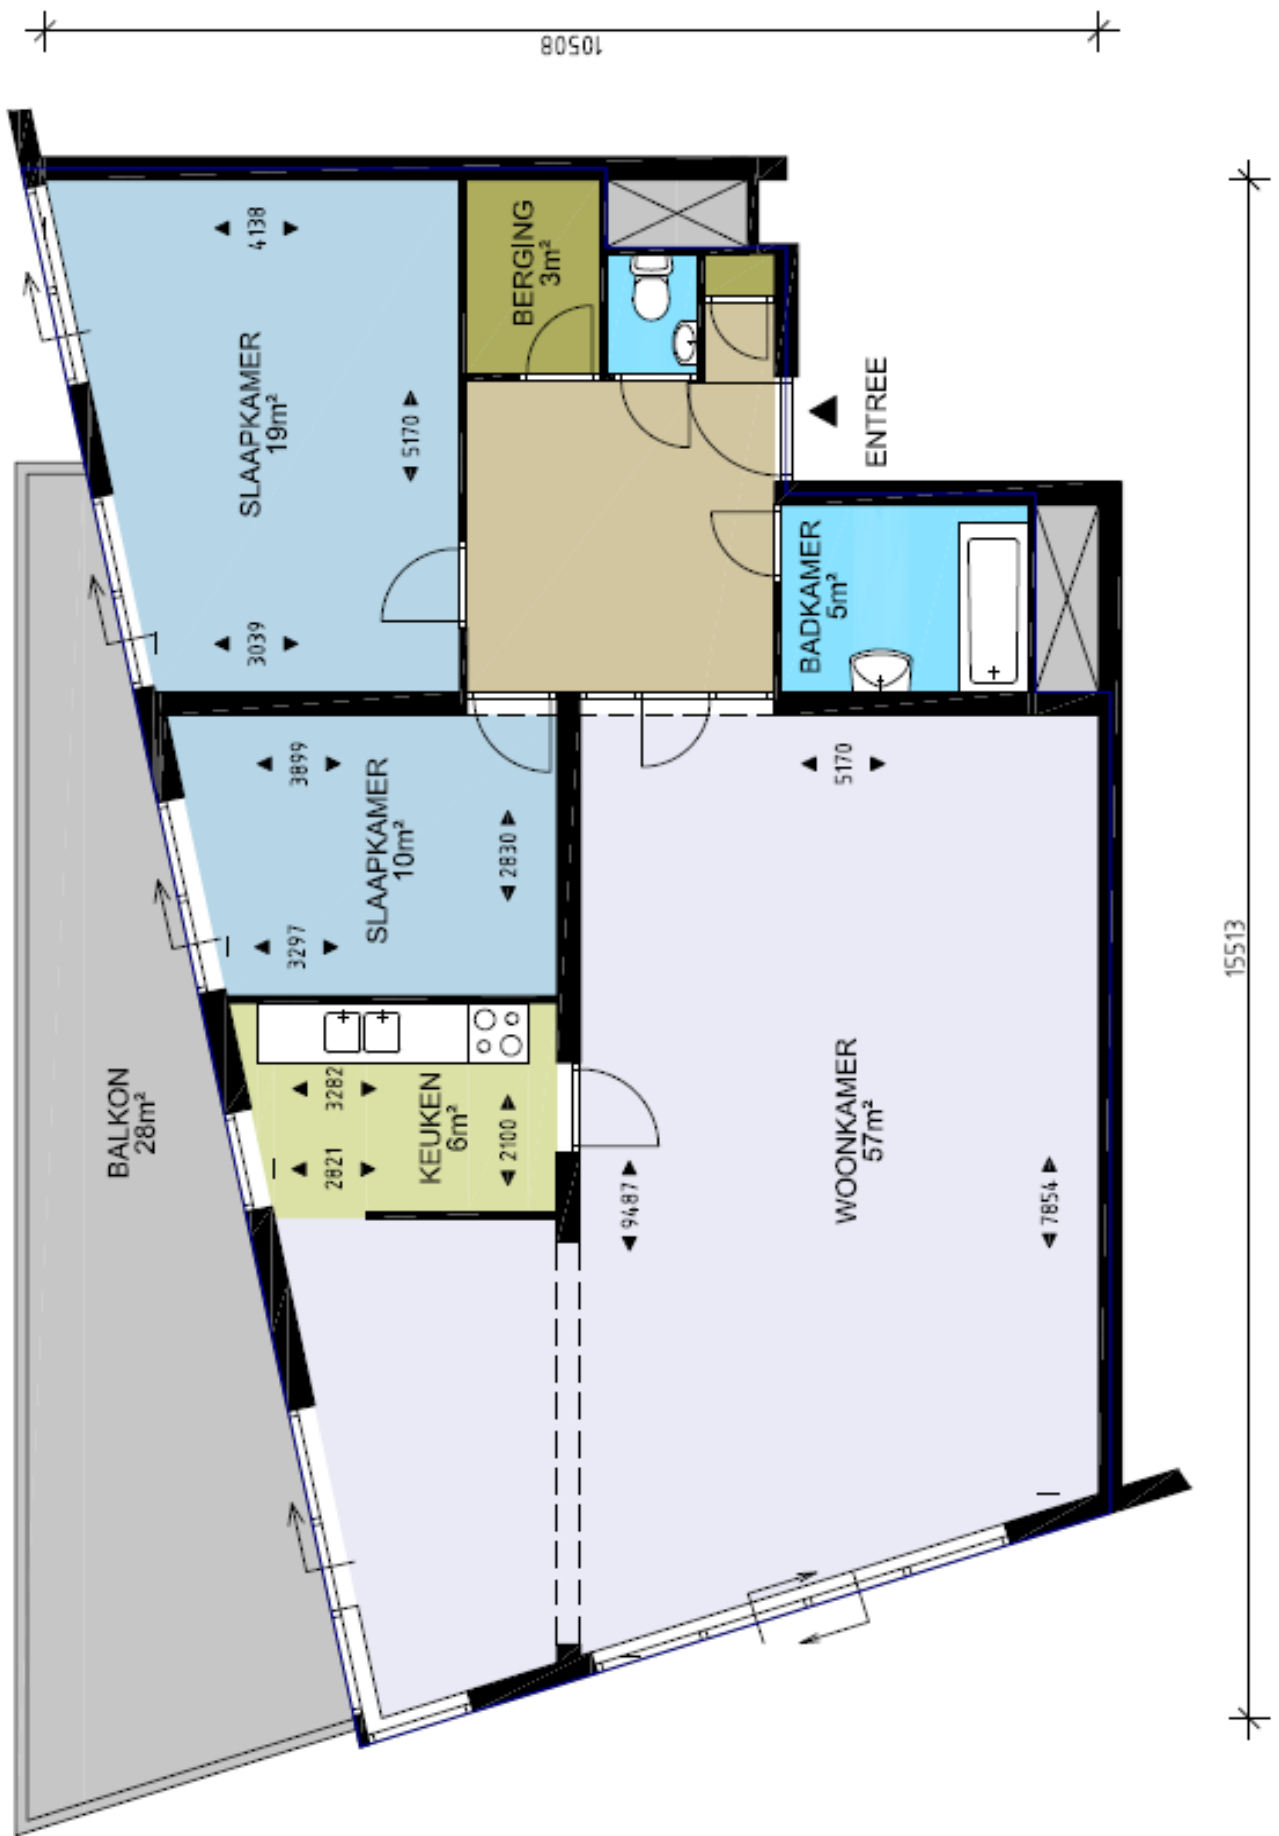 10508
4138
BERGING
3m²
SLAAPKAMER
19m²
5170
ENTREE
3039
BADKAMER
5m²
3899
5170
SLAAPKAMER
10m²
2830
3297
15513
BALKON
28m²
3282
KEUKEN
6m²
2100
2821
WOONKAMER
57m²
9487
7854